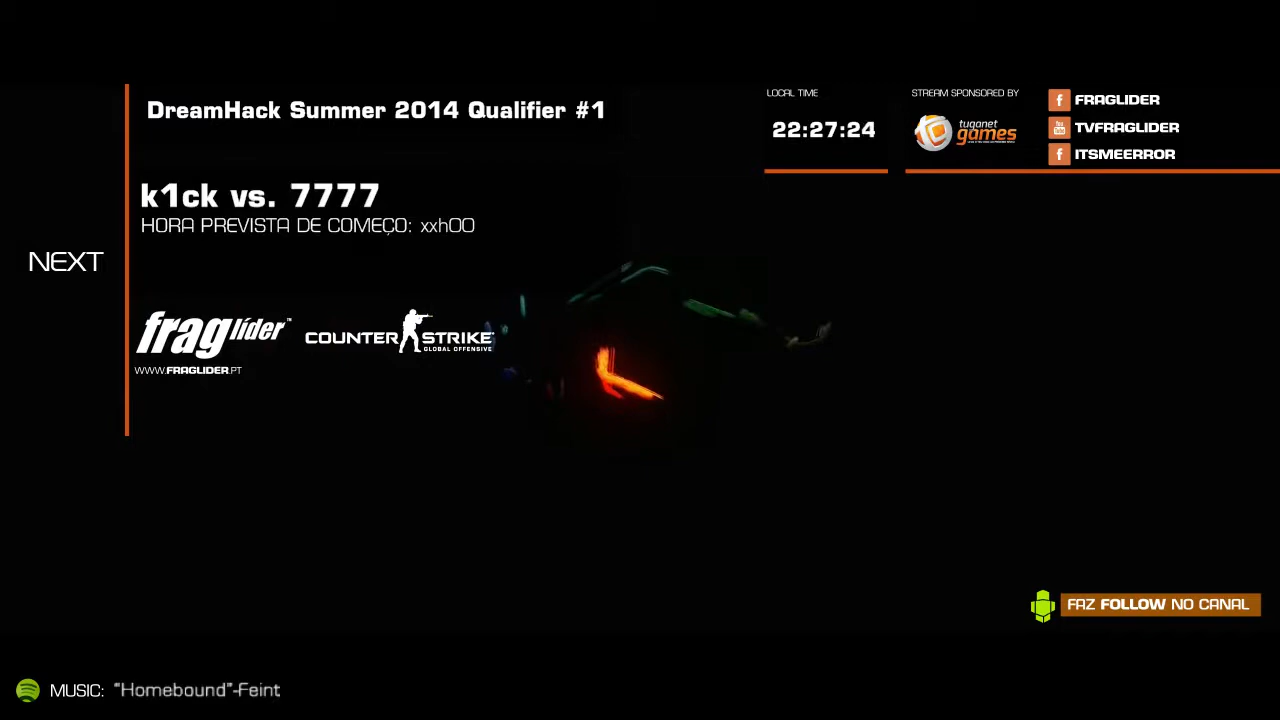 DreamHack Summer 2014 Qualifier #1
LOCAL TIME
22:27:24
STREAM SPONSORED BY
tuganet
games
FRAGLIDER
TVFRAGLIDER
ITSMEERROR
k1ck vs. 7777
HORA PREVISTA DE COMEÇO: xxh00
NEXT
fraglíder™
WWW.FRAGLIDER.PT
COUNTER STRIKE
GLOBAL OFFENSIVE
FAZ FOLLOW NO CANAL
MUSIC: "Homebound"-Feint